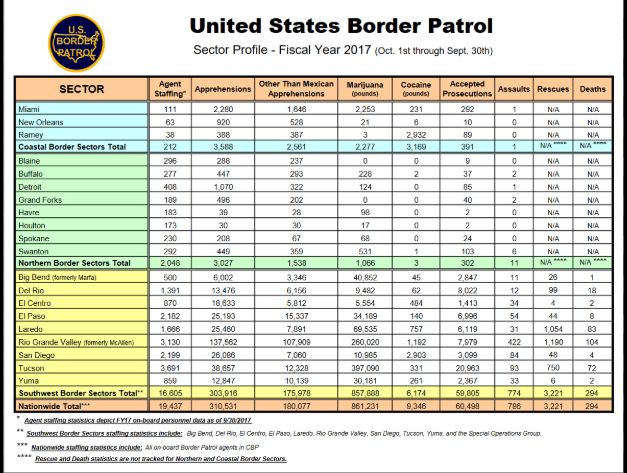 U.S.
BORDER
PATROL
United States Border Patrol
Sector Profile - Fiscal Year 2017 (Oct. 1st through Sept. 30th)
SECTOR Agent Staffing* Apprehensions Other Than Mexican Apprehensions Marijuana (pounds) Cocaine (pounds) Accepted Prosecutions Assaults Rescues Deaths
Miami 111 2,280 1,646 2,253 231 292 1 N/A N/A
New Orleans 63 920 528 21 6 10 0 N/A N/A
Ramey 38 388 387 3 2,932 89 0 N/A N/A
Coastal Border Sectors Total 212 3,588 2,561 2,277 3,169 391 1 N/A **** N/A ****
Blaine 296 288 237 0 0 9 0 N/A N/A
Buffalo 277 447 293 228 2 37 2 N/A N/A
Detroit 408 1,070 322 124 0 85 1 N/A N/A
Grand Forks 189 496 202 0 0 40 2 N/A N/A
Havre 183 39 28 98 0 2 0 N/A N/A
Houlton 173 30 30 17 0 2 0 N/A N/A
Spokane 230 208 67 68 0 24 0 N/A N/A
Swanton 292 449 359 531 1 103 6 N/A N/A
Northern Border Sectors Total 2,048 3,027 1,538 1,066 3 302 11 N/A **** N/A ****
Big Bend (formerly Marfa) 500 6,002 3,346 40,852 45 2,847 11 26 1
Del Rio 1,391 13,476 6,156 9,482 62 8,022 12 99 18
El Centro 870 18,633 5,812 5,554 484 1,413 34 4 2
El Paso 2,182 25,193 15,337 34,189 140 6,996 54 44 8
Laredo 1,666 25,460 7,891 69,535 757 6,119 31 1,054 83
Rio Grande Valley (formerly McAllen) 3,130 137,562 107,909 260,020 1,192 7,979 422 1,190 104
San Diego 2,199 26,086 7,060 10,985 2,903 3,099 84 48 4
Tucson 3,691 38,657 12,328 397,090 331 20,963 93 750 72
Yuma 859 12,847 10,139 30,181 261 2,367 33 6 2
Southwest Border Sectors Total** 16,605 303,916 175,978 857,888 6,174 59,805 774 3,221 294
Nationwide Total*** 19,437 310,531 180,077 861,231 9,346 60,498 786 3,221 294
* Agent staffing statistics depict FY17 on-board personnel data as of 9/30/2017
** Southwest Border Sectors staffing statistics include: Big Bend, Del Rio, El Centro, El Paso, Laredo, Rio Grande Valley, San Diego, Tucson, Yuma, and the Special Operations Group.
*** Nationwide staffing statistics include: All on-board Border Patrol agents in CBP
**** Rescue and Death statistics are not tracked for Northern and Coastal Border Sectors.